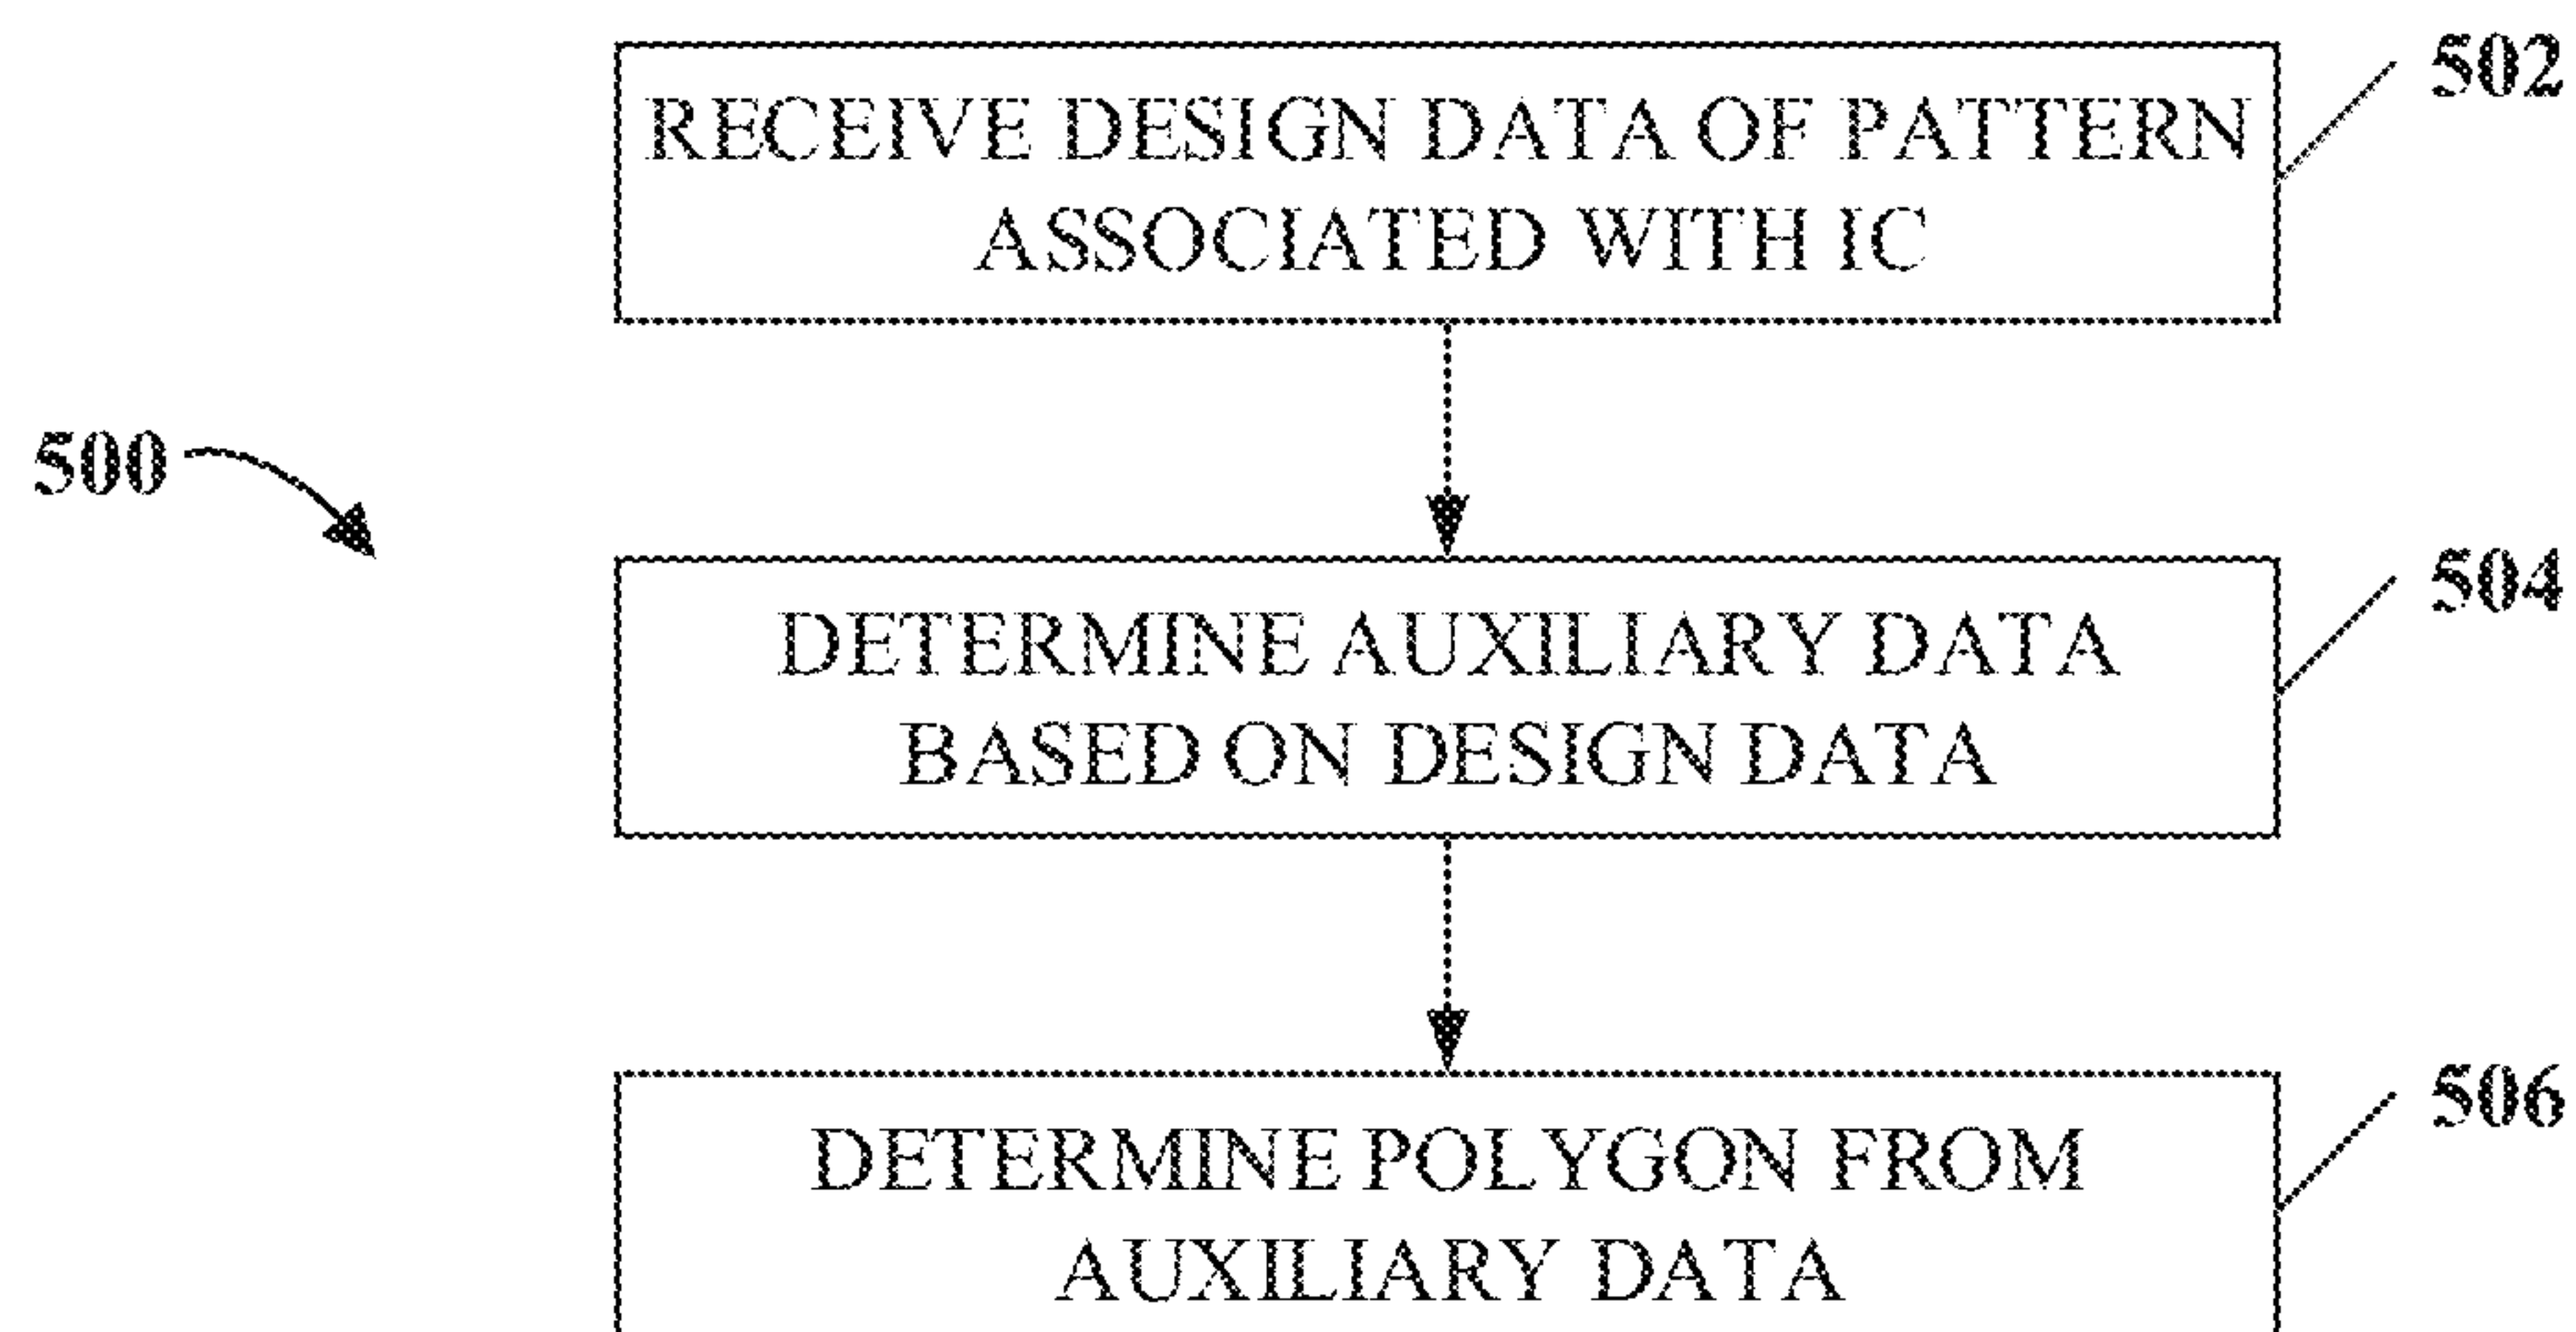 RECEIVE DESIGN DATA OF PATTERN
ASSOCIATED WITH IC
502
500
DETERMINE AUXILIARY DATA
BASED ON DESIGN DATA
504
DETERMINE POLYGON FROM
AUXILIARY DATA
506